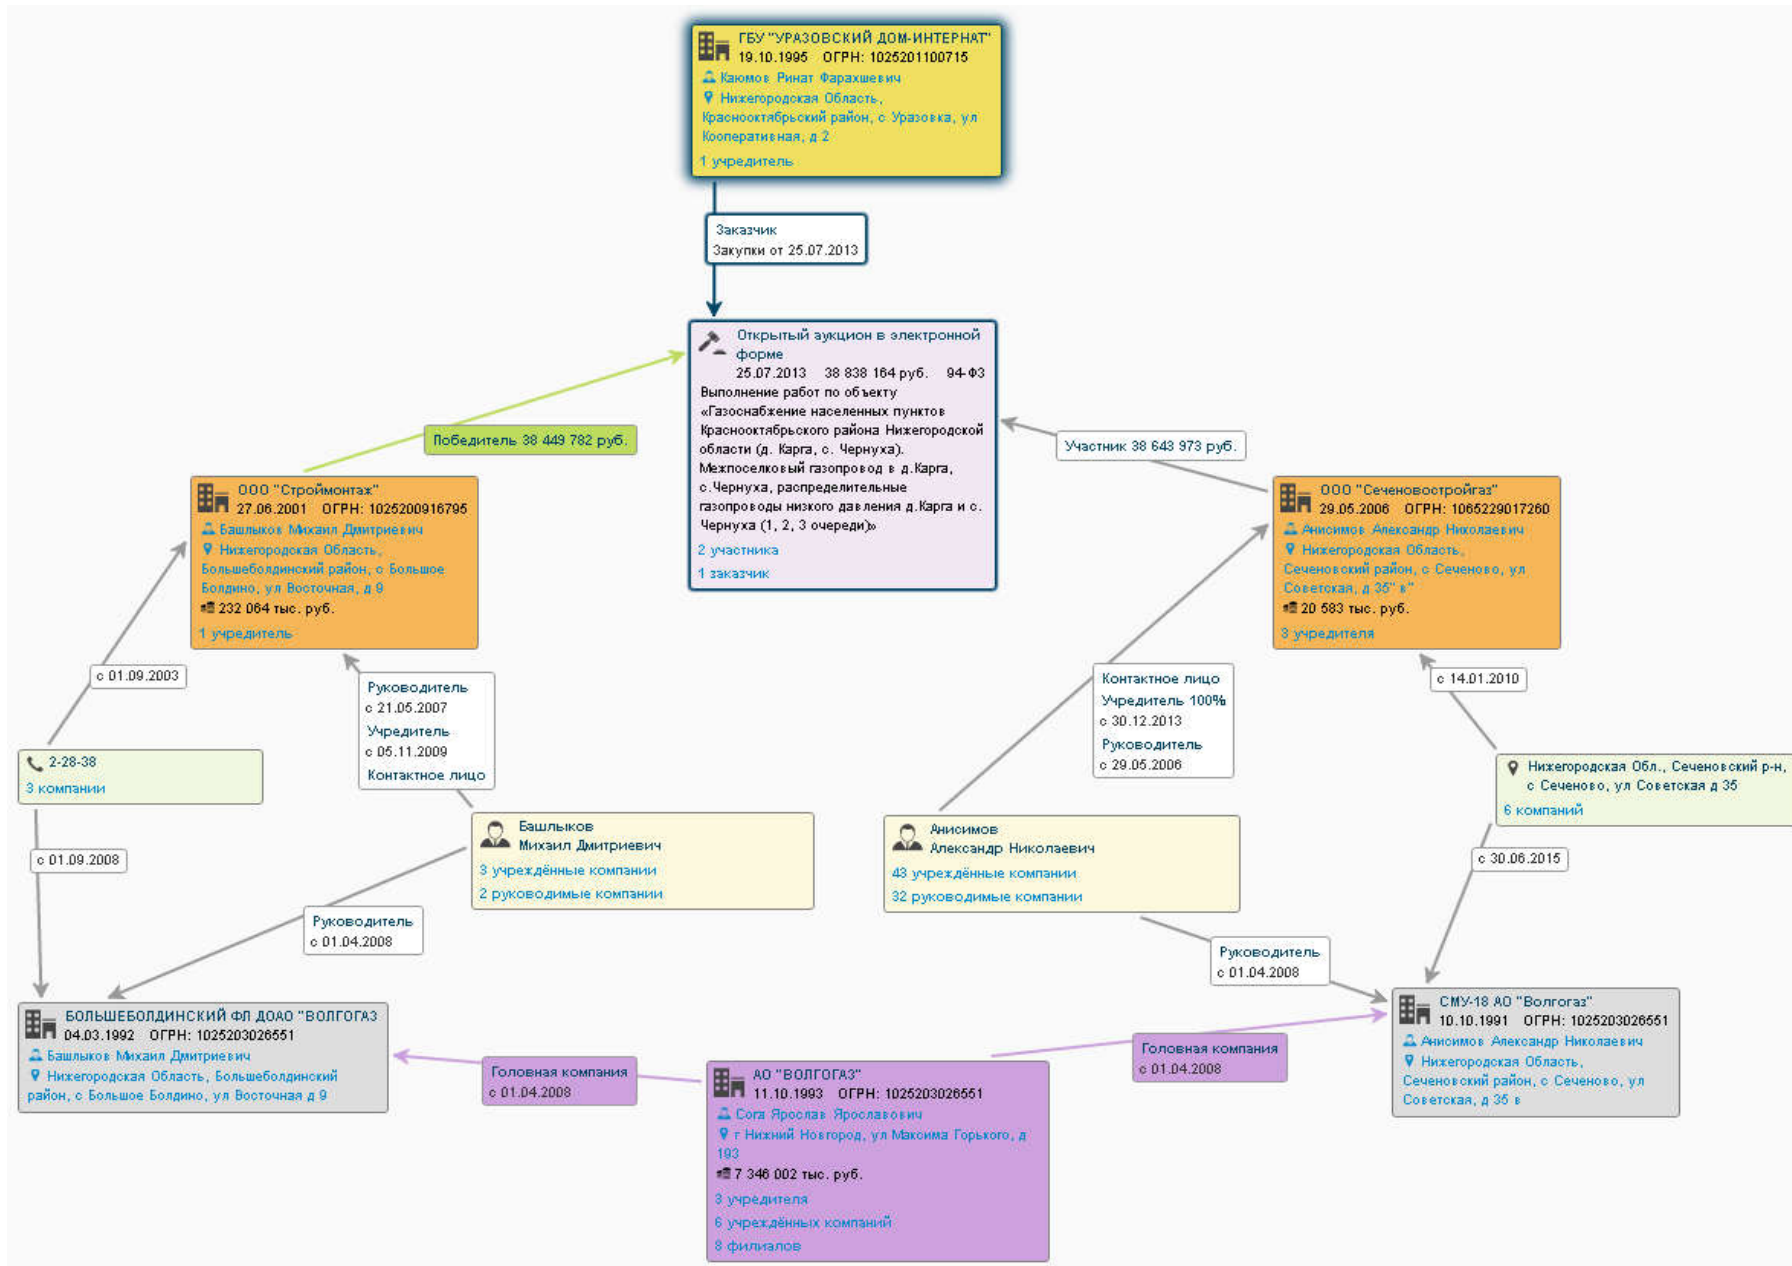 ГБУ "УРАЗОВСКИЙ ДОМ-ИНТЕРНАТ"
19.10.1995 ОГРН: 1025201100715
Каюмов Ринат Фарахшевич
Нижегородская Область,
Краснооктябрьский район, с Уразовка, ул
Кооперативная, д 2
1 учредитель
Заказчик
Закупки от 25.07.2013
Открытый аукцион в электронной
форме
25.07.2013 38 838 164 руб. 94-ФЗ
Выполнение работ по объекту
«Газоснабжение населенных пунктов
Краснооктябрьского района Нижегородской
области (д. Карга, с. Чернуха).
Межпоселковый газопровод в д.Карга,
с.Чернуха, распределительные
газопроводы низкого давления д.Карга и с.
Чернуха (1, 2, 3 очереди)»
2 участника
1 заказчик
Победитель 38 449 782 руб.
Участник 38 643 973 руб.
ООО "Строймонтаж"
27.06.2001 ОГРН: 1025200916795
Башлыков Михаил Дмитриевич
Нижегородская Область,
Большеболдинский район, с Большое
Болдино, ул Восточная, д 9
232 064 тыс. руб.
1 учредитель
ООО "Сеченовостройгаз"
29.05.2006 ОГРН: 1065229017260
Анисимов Александр Николаевич
Нижегородская Область,
Сеченовский район, с Сеченово, ул
Советская, д 35" в"
20 583 тыс. руб.
3 учредителя
с 01.09.2003
Руководитель
с 21.05.2007
Учредитель
с 05.11.2009
Контактное лицо
Контактное лицо
Учредитель 100%
с 30.12.2013
Руководитель
с 29.05.2006
с 14.01.2010
2-28-38
3 компании
Нижегородская Обл., Сеченовский р-н,
с Сеченово, ул Советская д 35
6 компаний
с 01.09.2008
Башлыков
Михаил Дмитриевич
3 учреждённые компании
2 руководимые компании
Анисимов
Александр Николаевич
43 учреждённые компании
32 руководимые компании
с 30.06.2015
Руководитель
с 01.04.2008
Руководитель
с 01.04.2008
БОЛЬШЕБОЛДИНСКИЙ ФЛ ДОАО "ВОЛГОГАЗ
04.03.1992 ОГРН: 1025203026551
Башлыков Михаил Дмитриевич
Нижегородская Область, Большеболдинский
район, с Большое Болдино, ул Восточная д 9
Головная компания
с 01.04.2008
АО "ВОЛГОГАЗ"
11.10.1993 ОГРН: 1025203026551
Сога Ярослав Ярославович
г Нижний Новгород, ул Максима Горького, д
193
7 346 002 тыс. руб.
3 учредителя
6 учреждённых компаний
8 филиалов
Головная компания
с 01.04.2008
СМУ-18 АО "Волгогаз"
10.10.1991 ОГРН: 1025203026551
Анисимов Александр Николаевич
Нижегородская Область,
Сеченовский район, с Сеченово, ул
Советская, д 35 в